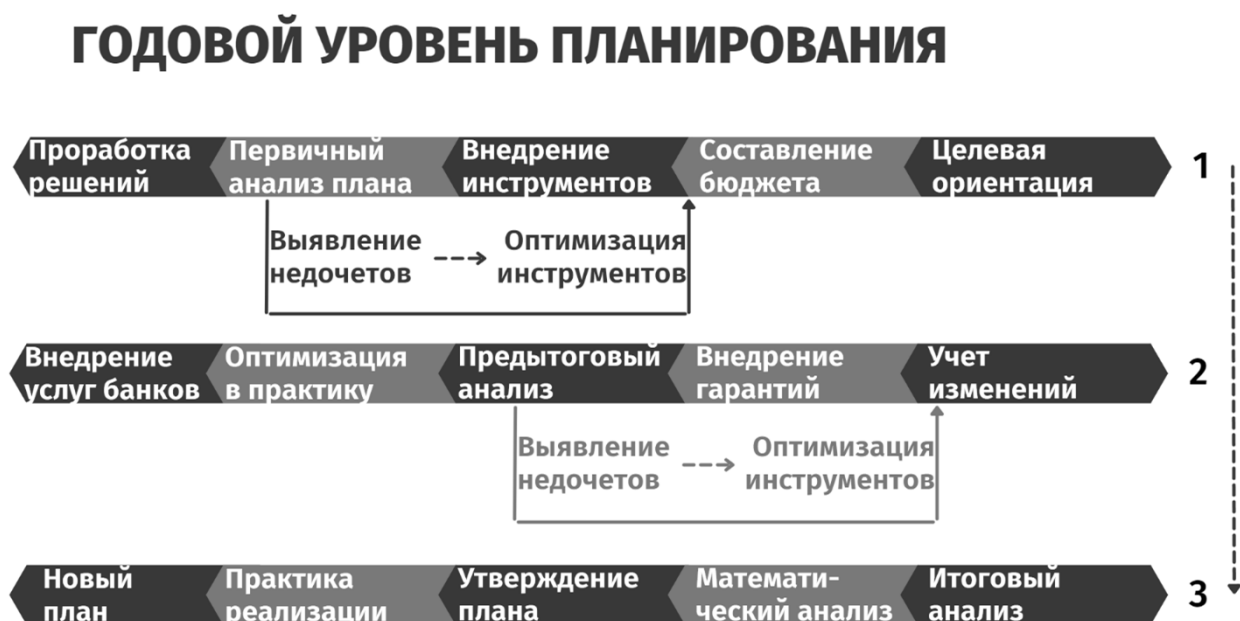 ГОДОВОЙ УРОВЕНЬ ПЛАНИРОВАНИЯ
Проработка
решений
Первичный
анализ плана
Внедрение
инструментов
Составление
бюджета
Целевая
ориентация
1
Выявление
недочетов
Оптимизация
инструментов
Внедрение
услуг банков
Оптимизация
в практику
Предытоговый
анализ
Внедрение
гарантий
Учет
изменений
2
Выявление
недочетов
Оптимизация
инструментов
Новый
план
Практика
реализации
Утверждение
плана
Математи-
ческий анализ
Итоговый
анализ
3